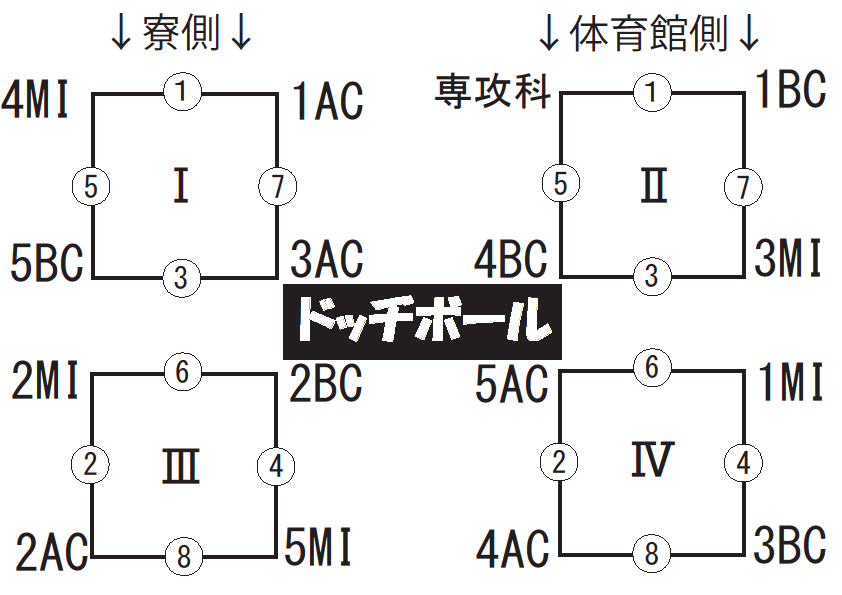 ↓寮側↓
↓体育館側↓
4MI ① 1AC
⑤ Ⅰ ⑦
5BC ③ 3AC
専攻科 ① 1BC
⑤ Ⅱ ⑦
4BC ③ 3MI
ドッチボール
2MI ⑥ 2BC
② Ⅲ ④
2AC ⑧ 5MI
5AC ⑥ 1MI
② Ⅳ ④
4AC ⑧ 3BC